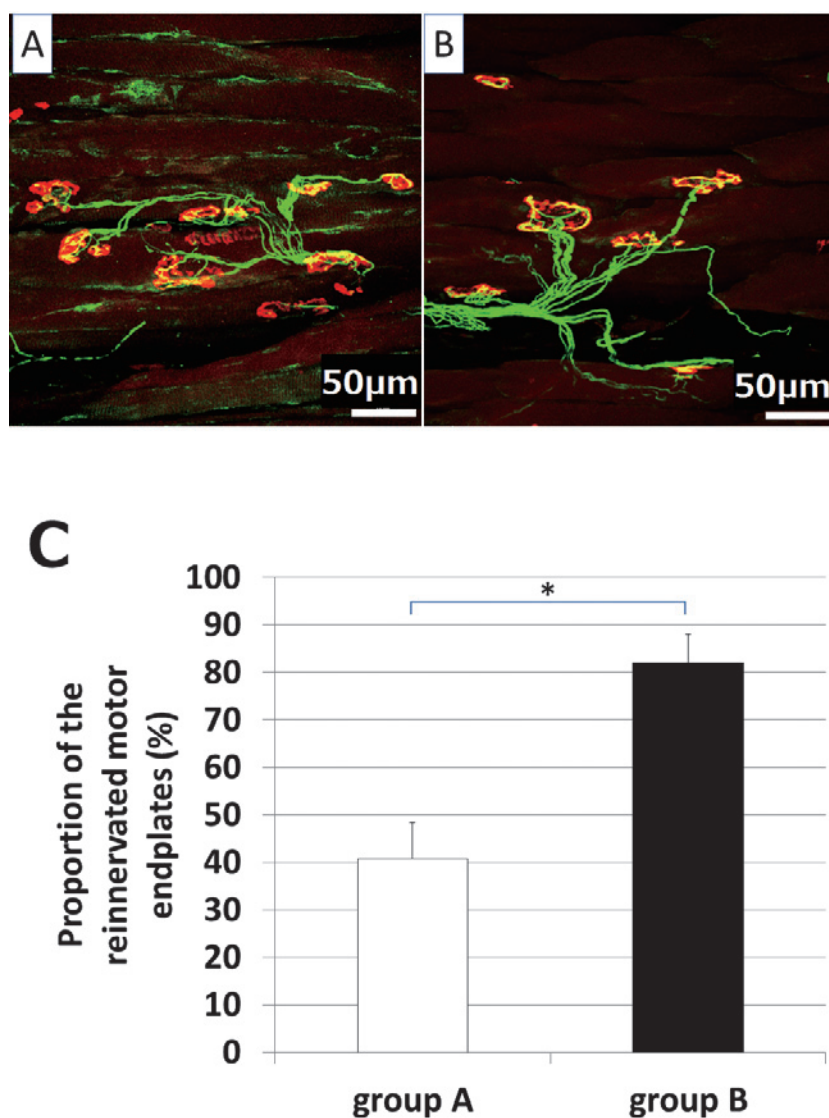 A
B
50µm
50µm
C
*
Proportion of the
reinnervated motor
endplates (%)
100
90
80
70
60
50
40
30
20
10
0
group A
group B